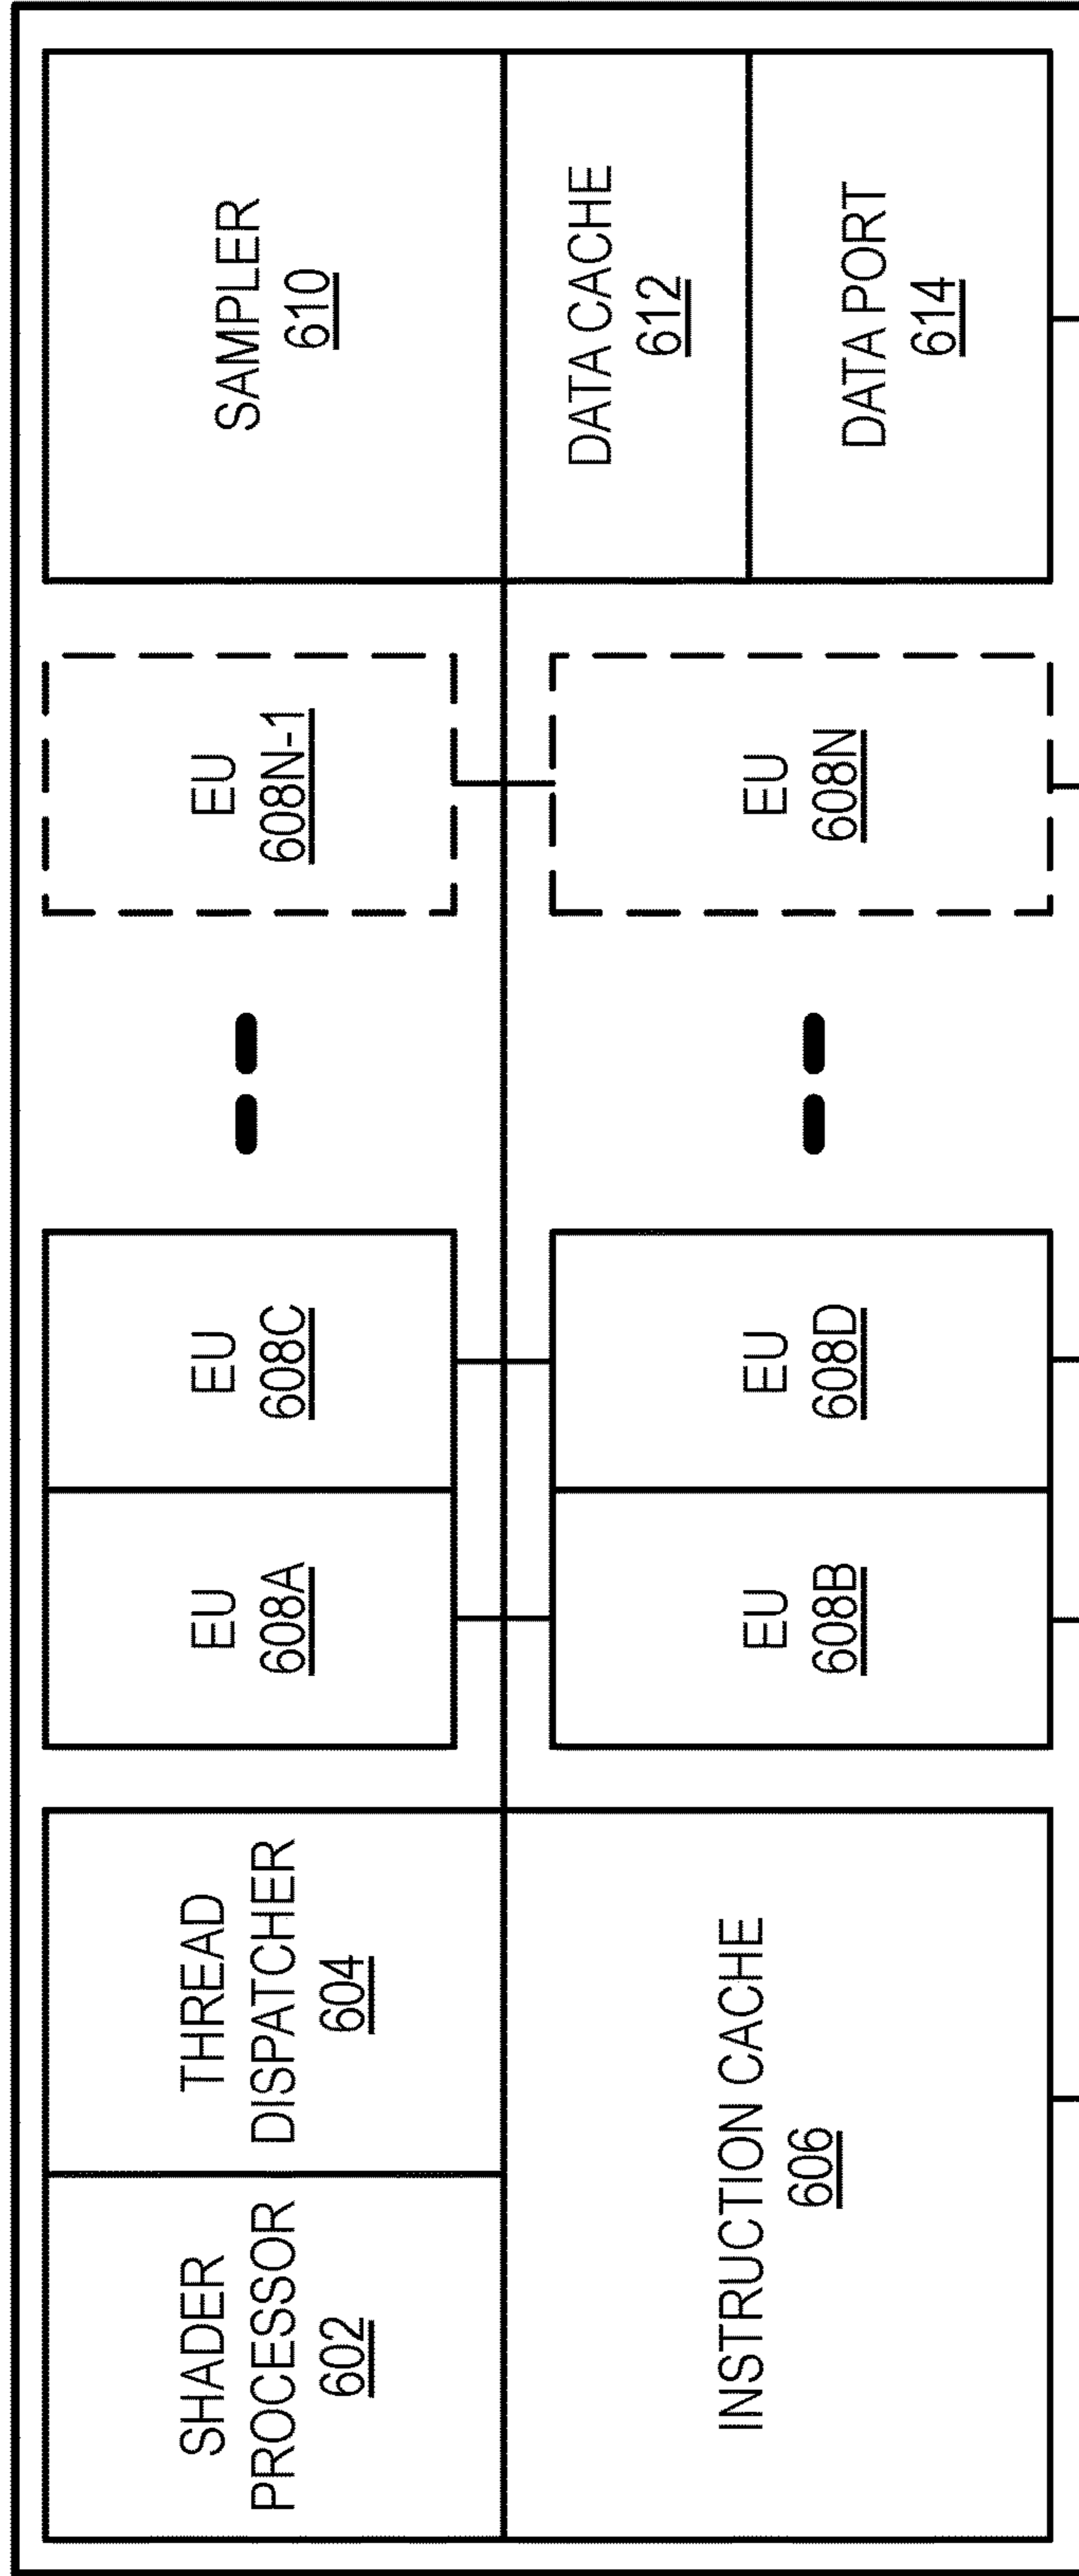 SHADER
PROCESSOR
602
THREAD
DISPATCHER
604
INSTRUCTION CACHE
606
EU
608A
EU
608C
EU
608B
EU
608D
EU
608N-1
EU
608N
SAMPLER
610
DATA CACHE
612
DATA PORT
614